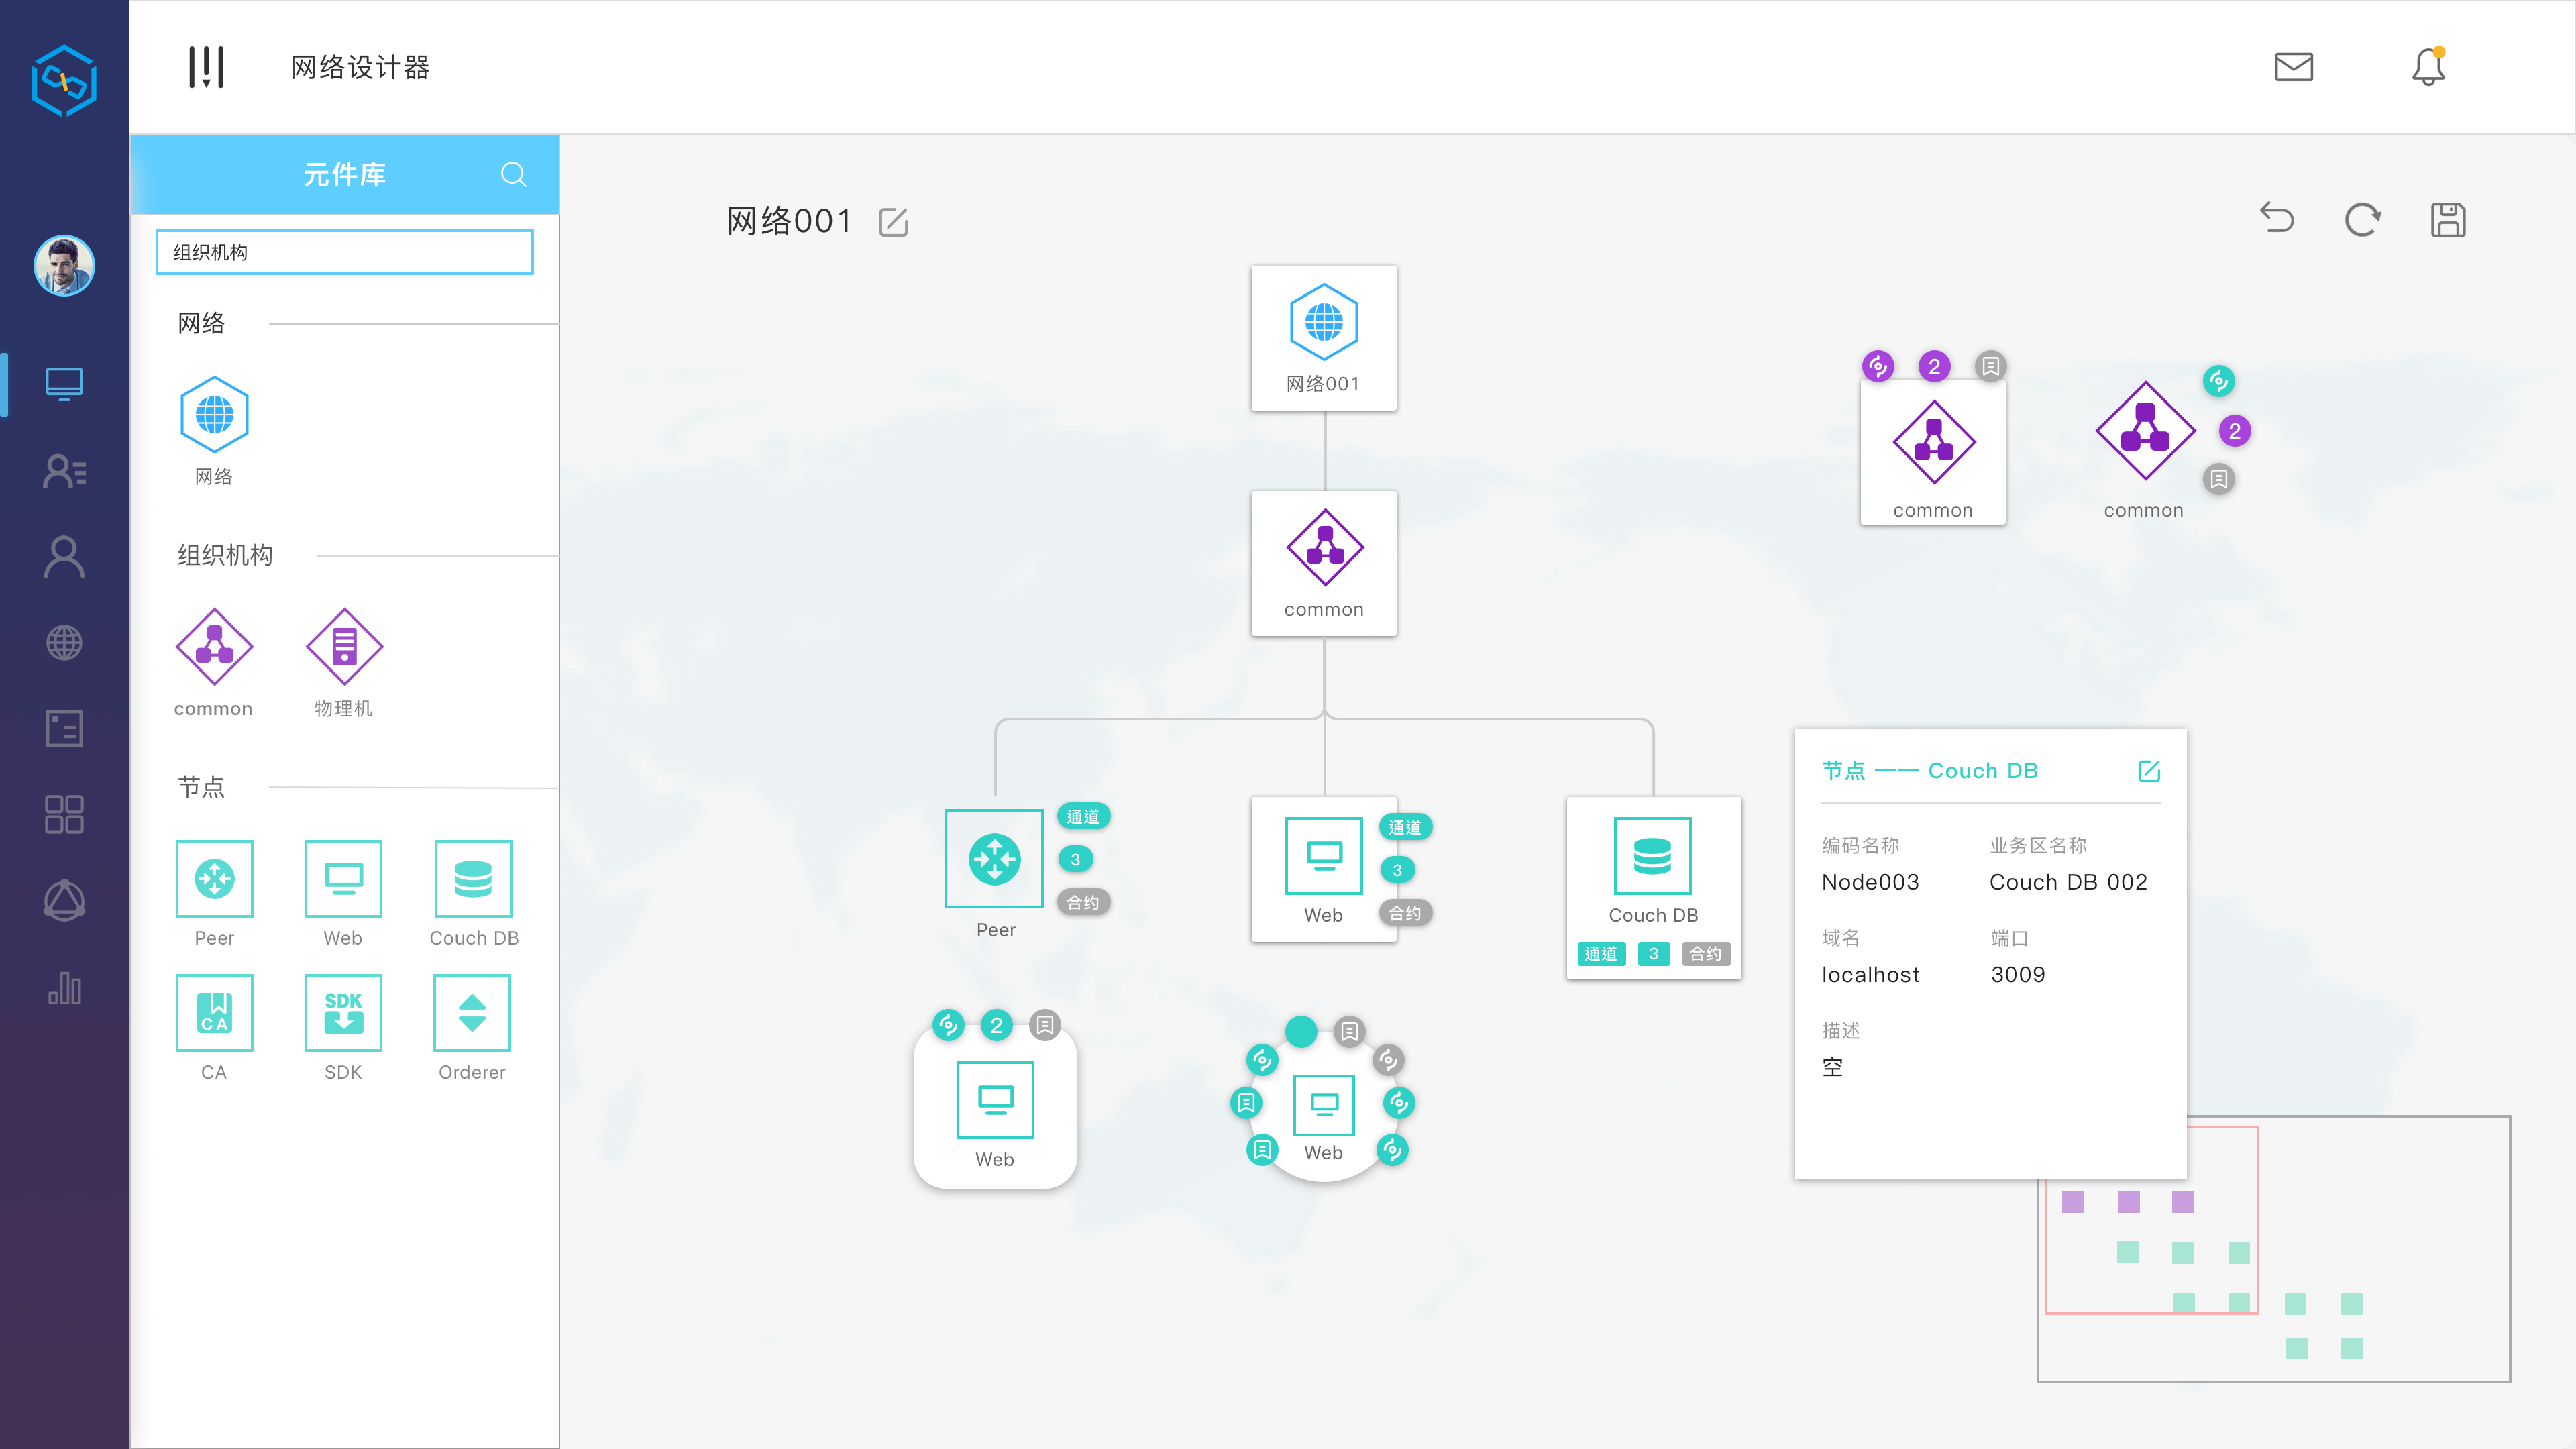 网络设计器
元件库
组织机构
网络
网络
组织机构
common
物理机
节点
Peer
Web
Couch DB
CA
CA
SDK
SDK
Orderer
网络001
网络001
common
通道
3
合约
Peer
通道
3
合约
Web
Couch DB
通道
3
合约
2
Web
Web
2
common
2
common
节点 —— Couch DB
编码名称
业务区名称
Node003
Couch DB 002
域名
端口
localhost
3009
描述
空